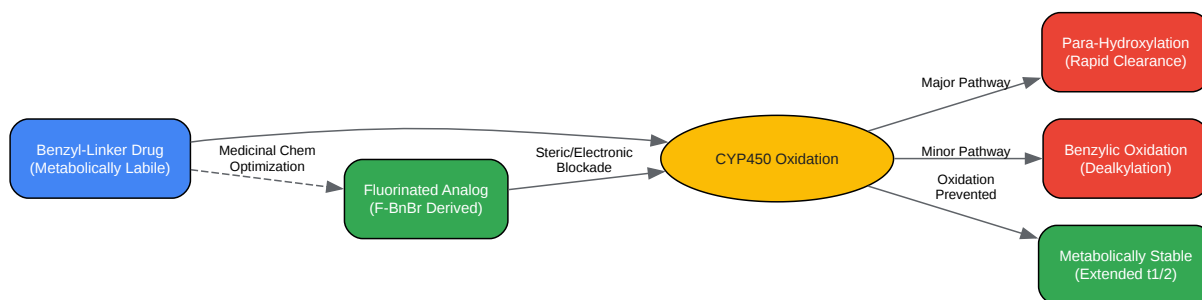 Benzyl-Linker Drug
(Metabolically Labile)
Medicinal Chem
Optimization
Fluorinated Analog
(F-BnBr Derived)
Steric/Electronic
Blockade
CYP450 Oxidation
Major Pathway
Para-Hydroxylation
(Rapid Clearance)
Minor Pathway
Benzylic Oxidation
(Dealkylation)
Oxidation
Prevented
Metabolically Stable
(Extended t1/2)